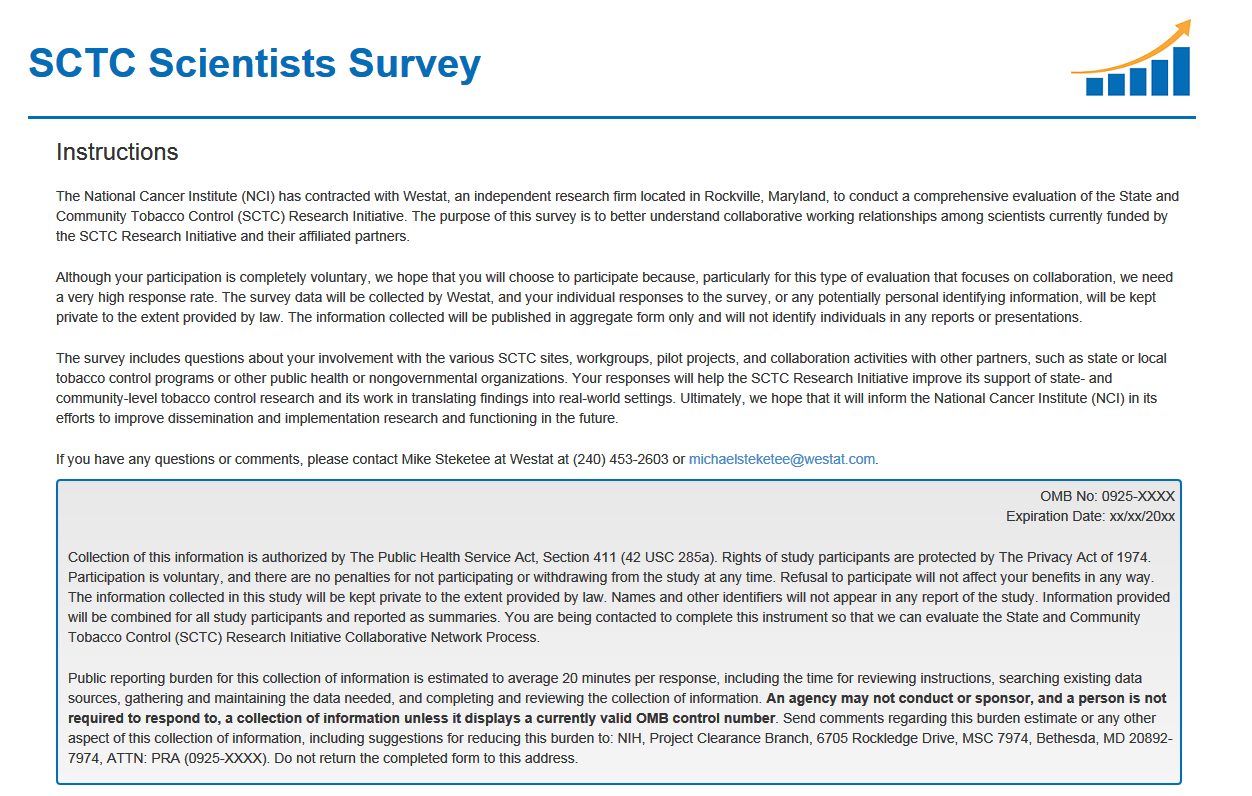 SCTC Scientists Survey
Instructions
The National Cancer Institute (NCI) has contracted with Westat, an independent research firm located in Rockville, Maryland, to conduct a comprehensive evaluation of the State and
Community Tobacco Control (SCTC) Research Initiative. The purpose of this survey is to better understand collaborative working relationships among scientists currently funded by
the SCTC Research Initiative and their affiliated partners.
Although your participation is completely voluntary, we hope that you will choose to participate because, particularly for this type of evaluation that focuses on collaboration, we need
a very high response rate. The survey data will be collected by Westat, and your individual responses to the survey, or any potentially personal identifying information, will be kept
private to the extent provided by law. The information collected will be published in aggregate form only and will not identify individuals in any reports or presentations.
The survey includes questions about your involvement with the various SCTC sites, workgroups, pilot projects, and collaboration activities with other partners, such as state or local
tobacco control programs or other public health or nongovernmental organizations. Your responses will help the SCTC Research Initiative improve its support of state- and
community-level tobacco control research and its work in translating findings into real-world settings. Ultimately, we hope that it will inform the National Cancer Institute (NCI) in its
efforts to improve dissemination and implementation research and functioning in the future.
If you have any questions or comments, please contact Mike Steketee at Westat at (240) 453-2603 or michaelsteketee@westat.com.
OMB No: 0925-XXXX
Expiration Date: xx/xx/20xx
Collection of this information is authorized by The Public Health Service Act, Section 411 (42 USC 285a). Rights of study participants are protected by The Privacy Act of 1974.
Participation is voluntary, and there are no penalties for not participating or withdrawing from the study at any time. Refusal to participate will not affect your benefits in any way.
The information collected in this study will be kept private to the extent provided by law. Names and other identifiers will not appear in any report of the study. Information provided
will be combined for all study participants and reported as summaries. You are being contacted to complete this instrument so that we can evaluate the State and Community
Tobacco Control (SCTC) Research Initiative Collaborative Network Process.
Public reporting burden for this collection of information is estimated to average 20 minutes per response, including the time for reviewing instructions, searching existing data
sources, gathering and maintaining the data needed, and completing and reviewing the collection of information. An agency may not conduct or sponsor, and a person is not
required to respond to, a collection of information unless it displays a currently valid OMB control number. Send comments regarding this burden estimate or any other
aspect of this collection of information, including suggestions for reducing this burden to: NIH, Project Clearance Branch, 6705 Rockledge Drive, MSC 7974, Bethesda, MD 20892-
7974, ATTN: PRA (0925-XXXX). Do not return the completed form to this address.